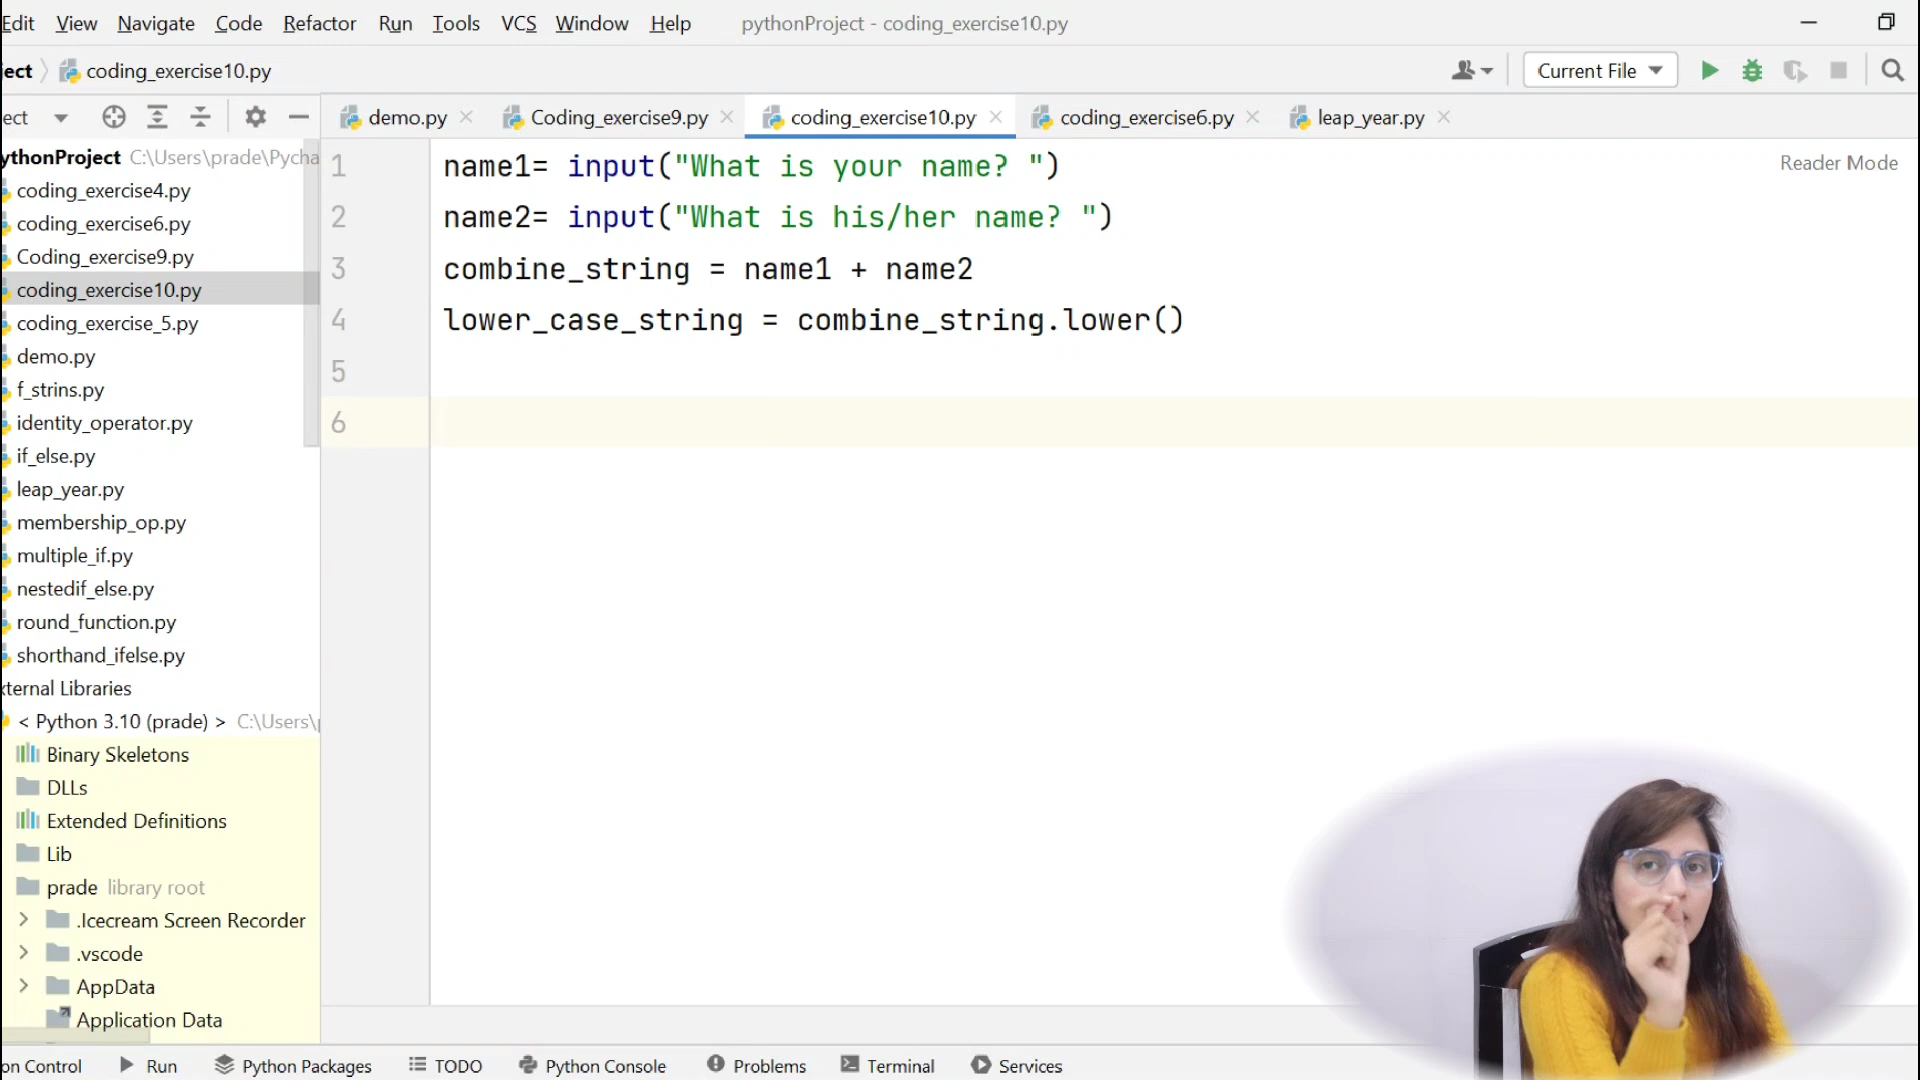 Edit View Navigate Code Refactor Run Tools VCS Window Help pythonProject - coding_exercise10.py
ect coding_exercise10.py Current File
ect demo.py Coding_exercise9.py coding_exercise10.py coding_exercise6.py leap_year.py
ythonProject C:\Users\prade\Pycha
coding_exercise4.py
coding_exercise6.py
Coding_exercise9.py
coding_exercise10.py
coding_exercise_5.py
demo.py
f_strins.py
identity_operator.py
if_else.py
leap_year.py
membership_op.py
multiple_if.py
nestedif_else.py
round_function.py
shorthand_ifelse.py
xternal Libraries
< Python 3.10 (prade) > C:\Users\p
Binary Skeletons
DLLs
Extended Definitions
Lib
prade library root
.Icecream Screen Recorder
.vscode
AppData
Application Data
Reader Mode
1 name1= input("What is your name? ")
2 name2= input("What is his/her name? ")
3 combine_string = name1 + name2
4 lower_case_string = combine_string.lower()
5
6
on Control Run Python Packages TODO Python Console Problems Terminal Services